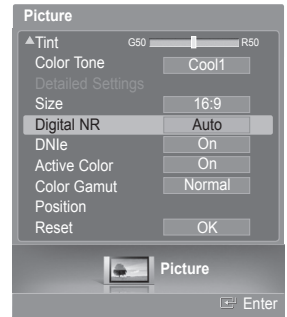 Picture
▲Tint G50 R50
Color Tone Cool1
Detailed Settings
Size 16:9
Digital NR Auto
DNIe On
Active Color On
Color Gamut Normal
Position
Reset OK
Picture
Enter